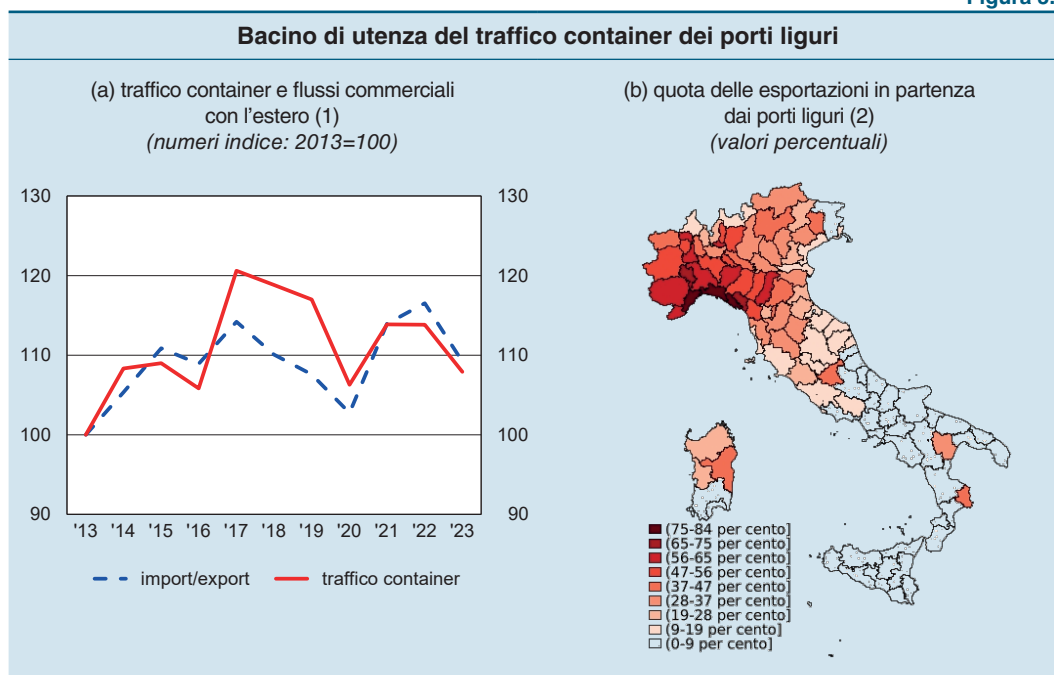 Bacino di utenza del traffico container dei porti liguri
(a) traffico container e flussi commerciali
con l'estero (1)
(numeri indice: 2013=100)
130
120
110
100
90
'13 '14 '15 '16 '17 '18 '19 '20 '21 '22 '23
130
120
110
100
90
import/export traffico container
(b) quota delle esportazioni in partenza
dai porti liguri (2)
(valori percentuali)
(75-84 per cento]
(65-75 per cento]
(56-65 per cento]
(47-56 per cento]
(37-47 per cento]
(28-37 per cento]
(19-28 per cento]
(9-19 per cento]
(0-9 per cento]